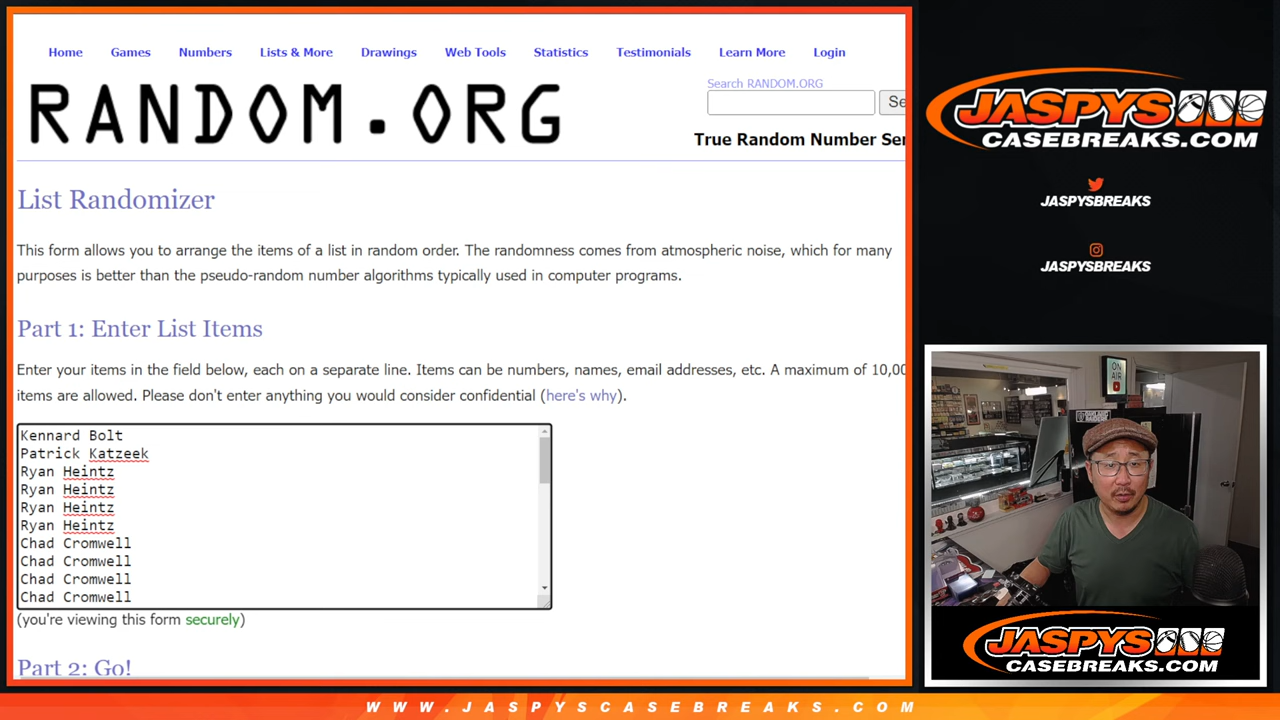 Home Games Numbers Lists & More Drawings Web Tools Statistics Testimonials Learn More Login
RANDOM.ORG
Search RANDOM.ORG
Se
True Random Number Ser
List Randomizer
This form allows you to arrange the items of a list in random order. The randomness comes from atmospheric noise, which for many
purposes is better than the pseudo-random number algorithms typically used in computer programs.
Part 1: Enter List Items
Enter your items in the field below, each on a separate line. Items can be numbers, names, email addresses, etc. A maximum of 10,00
items are allowed. Please don't enter anything you would consider confidential (here's why).
Kennard Bolt
Patrick Katzeek
Ryan Heintz
Ryan Heintz
Ryan Heintz
Ryan Heintz
Chad Cromwell
Chad Cromwell
Chad Cromwell
Chad Cromwell
(you're viewing this form securely)
Part 2: Go!
JASPYS
CASEBREAKS.COM
JASPYSBREAKS
JASPYSBREAKS
ON
AIR
JASPYS
CASEBREAKS.COM
WWW.JASPYSCASEBREAKS.COM